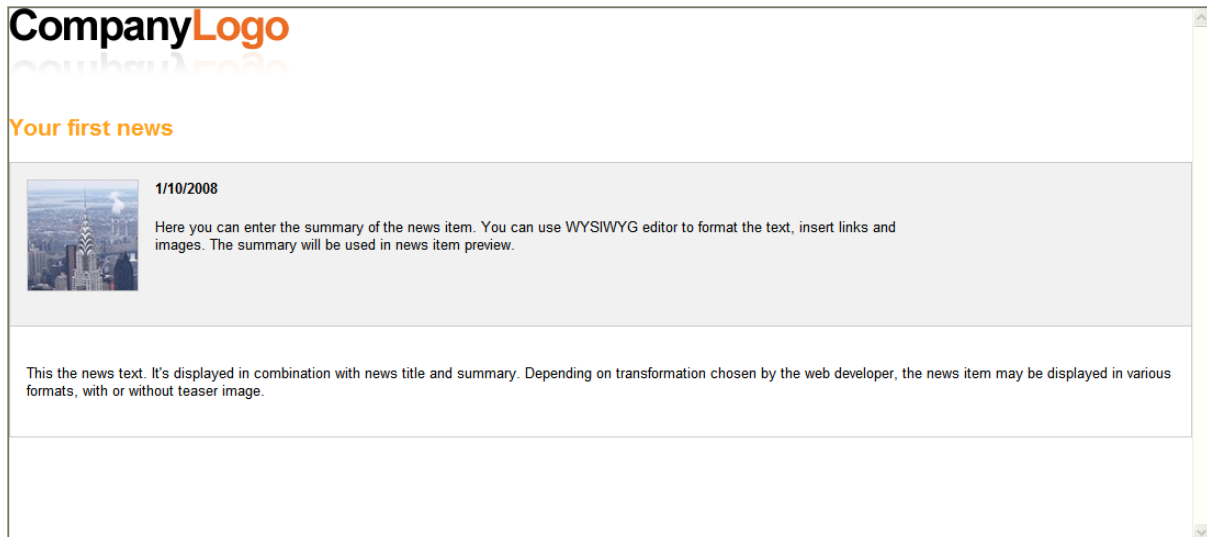 CompanyLogo
Your first news
1/10/2008
Here you can enter the summary of the news item. You can use WYSIWYG editor to format the text, insert links and
images. The summary will be used in news item preview.
This the news text. It's displayed in combination with news title and summary. Depending on transformation chosen by the web developer, the news item may be displayed in various
formats, with or without teaser image.